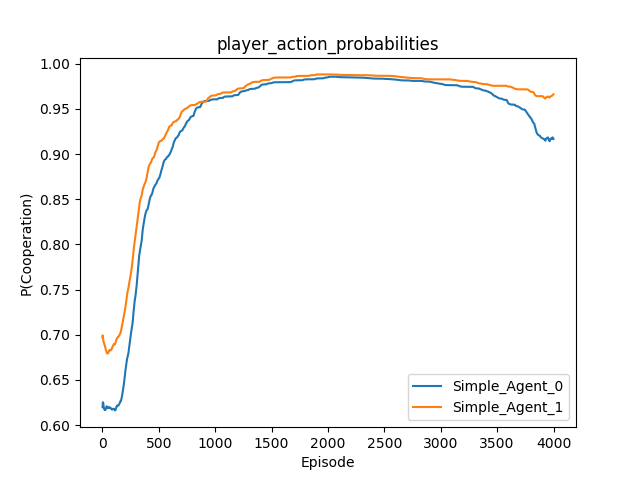 player_action_probabilities
P(Cooperation)
1.00
0.95
0.90
0.85
0.80
0.75
0.70
0.65
0.60
Simple_Agent_0
Simple_Agent_1
0 500 1000 1500 2000 2500 3000 3500 4000
Episode